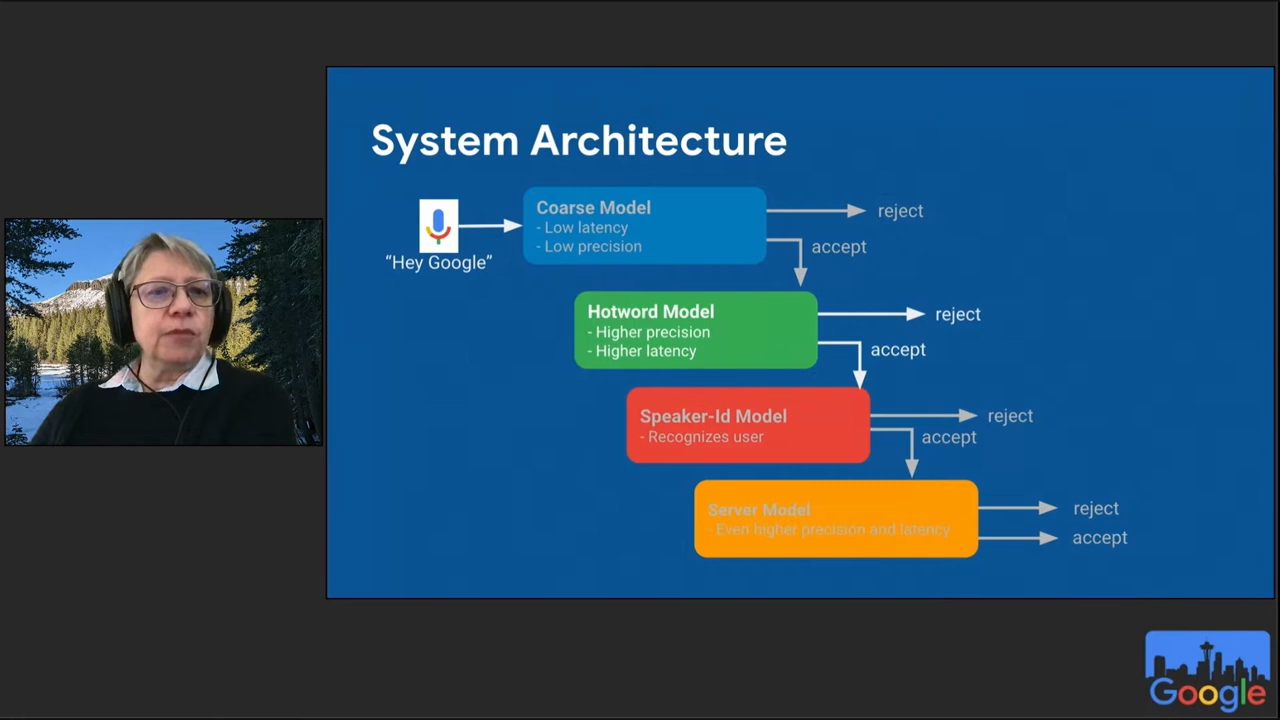 System Architecture
“Hey Google”
Coarse Model
- Low latency
- Low precision
reject
accept
Hotword Model
- Higher precision
- Higher latency
reject
accept
Speaker-Id Model
- Recognizes user
reject
accept
Server Model
- Even higher precision and latency
reject
accept
Google